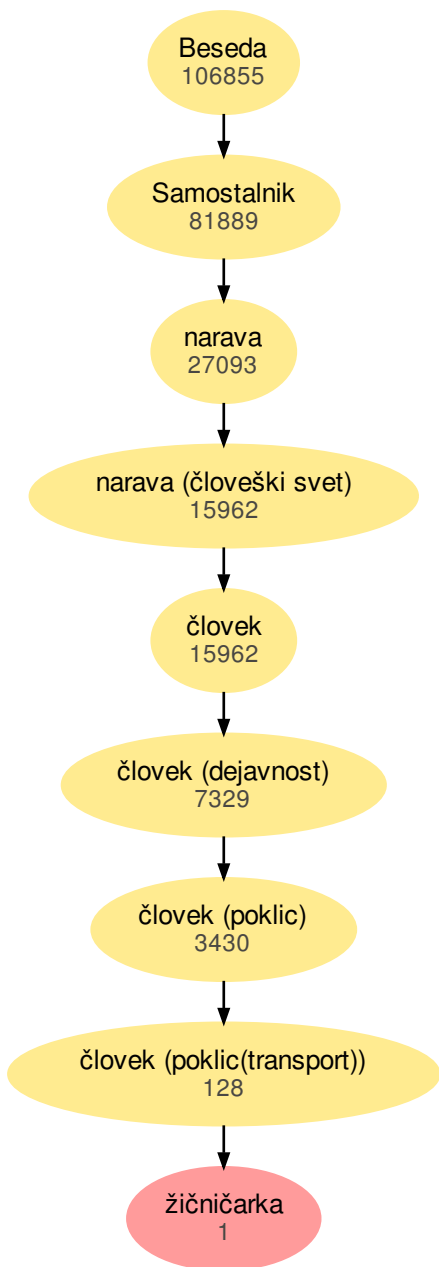 Beseda
106855
Samostalnik
81889
narava
27093
narava (človeški svet)
15962
človek
15962
človek (dejavnost)
7329
človek (poklic)
3430
človek (poklic(transport))
128
žičničarka
1